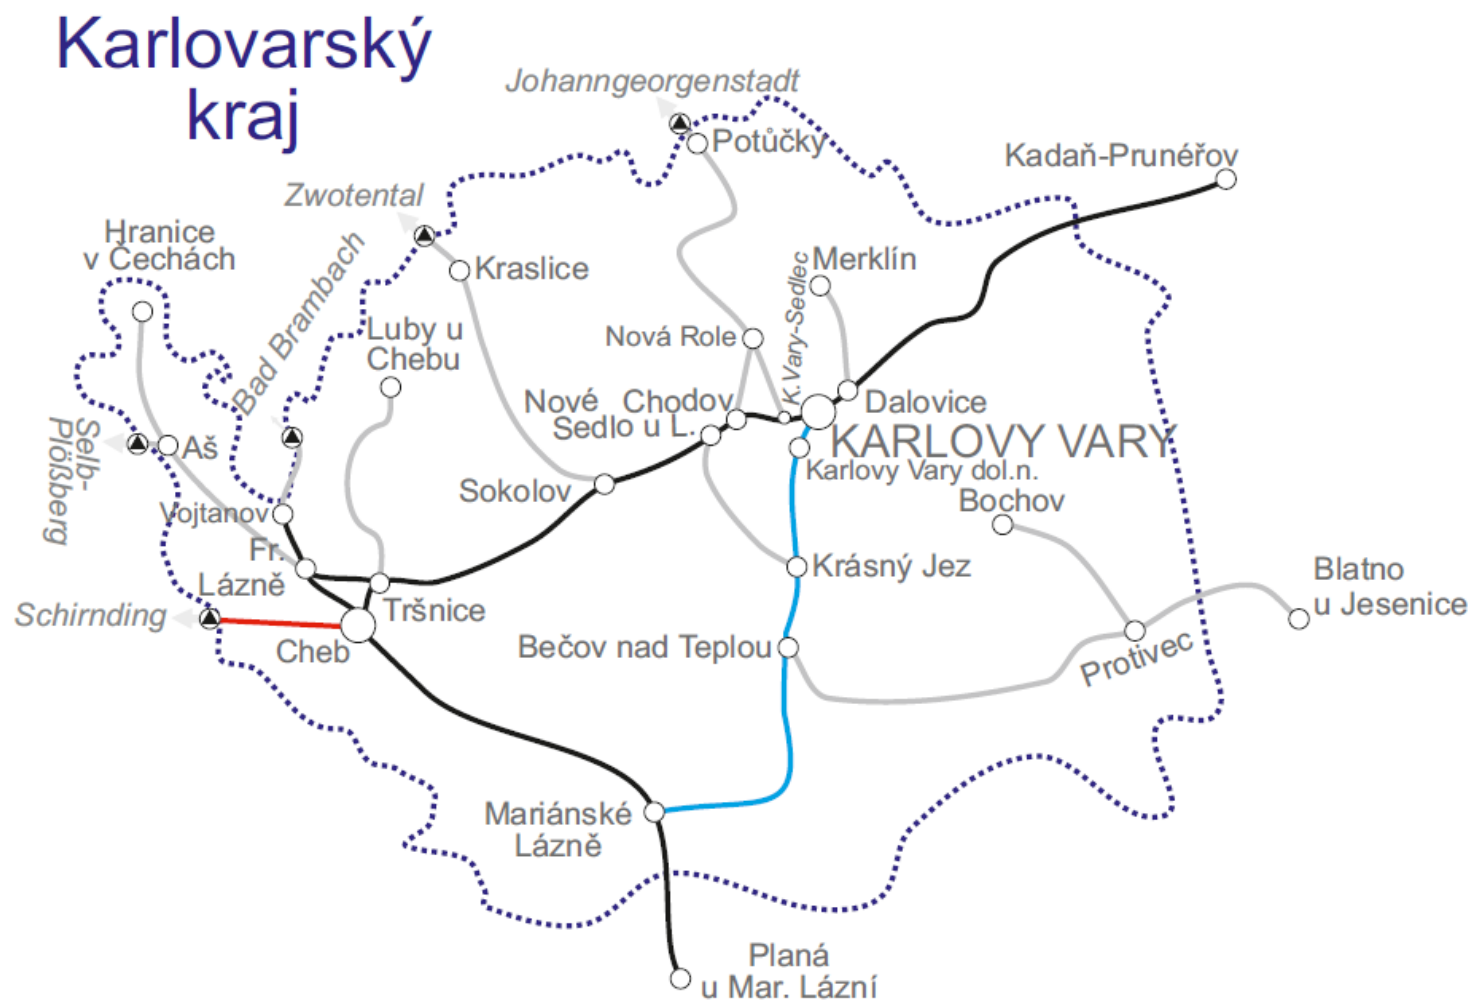 Karlovarský
kraj
Johanngeorgenstadt
Potůčky
Kadaň-Prunéřov
Zwotental
Hranice
v Čechách
Kraslice
Merklín
Bad Brambach
K.Vary-Sedlec
Luby u
Chebu
Nová Role
Nové
Sedlo u L.
Chodov
Dalovice
KARLOVY VARY
Karlovy Vary dol.n.
Selb-
Plößberg
Aš
Sokolov
Bochov
Vojtanov
Fr.
Lázně
Krásný Jez
Blatno
u Jesenice
Schirnding
Tršnice
Cheb
Bečov nad Teplou
Protivec
Mariánské
Lázně
Planá
u Mar. Lázní